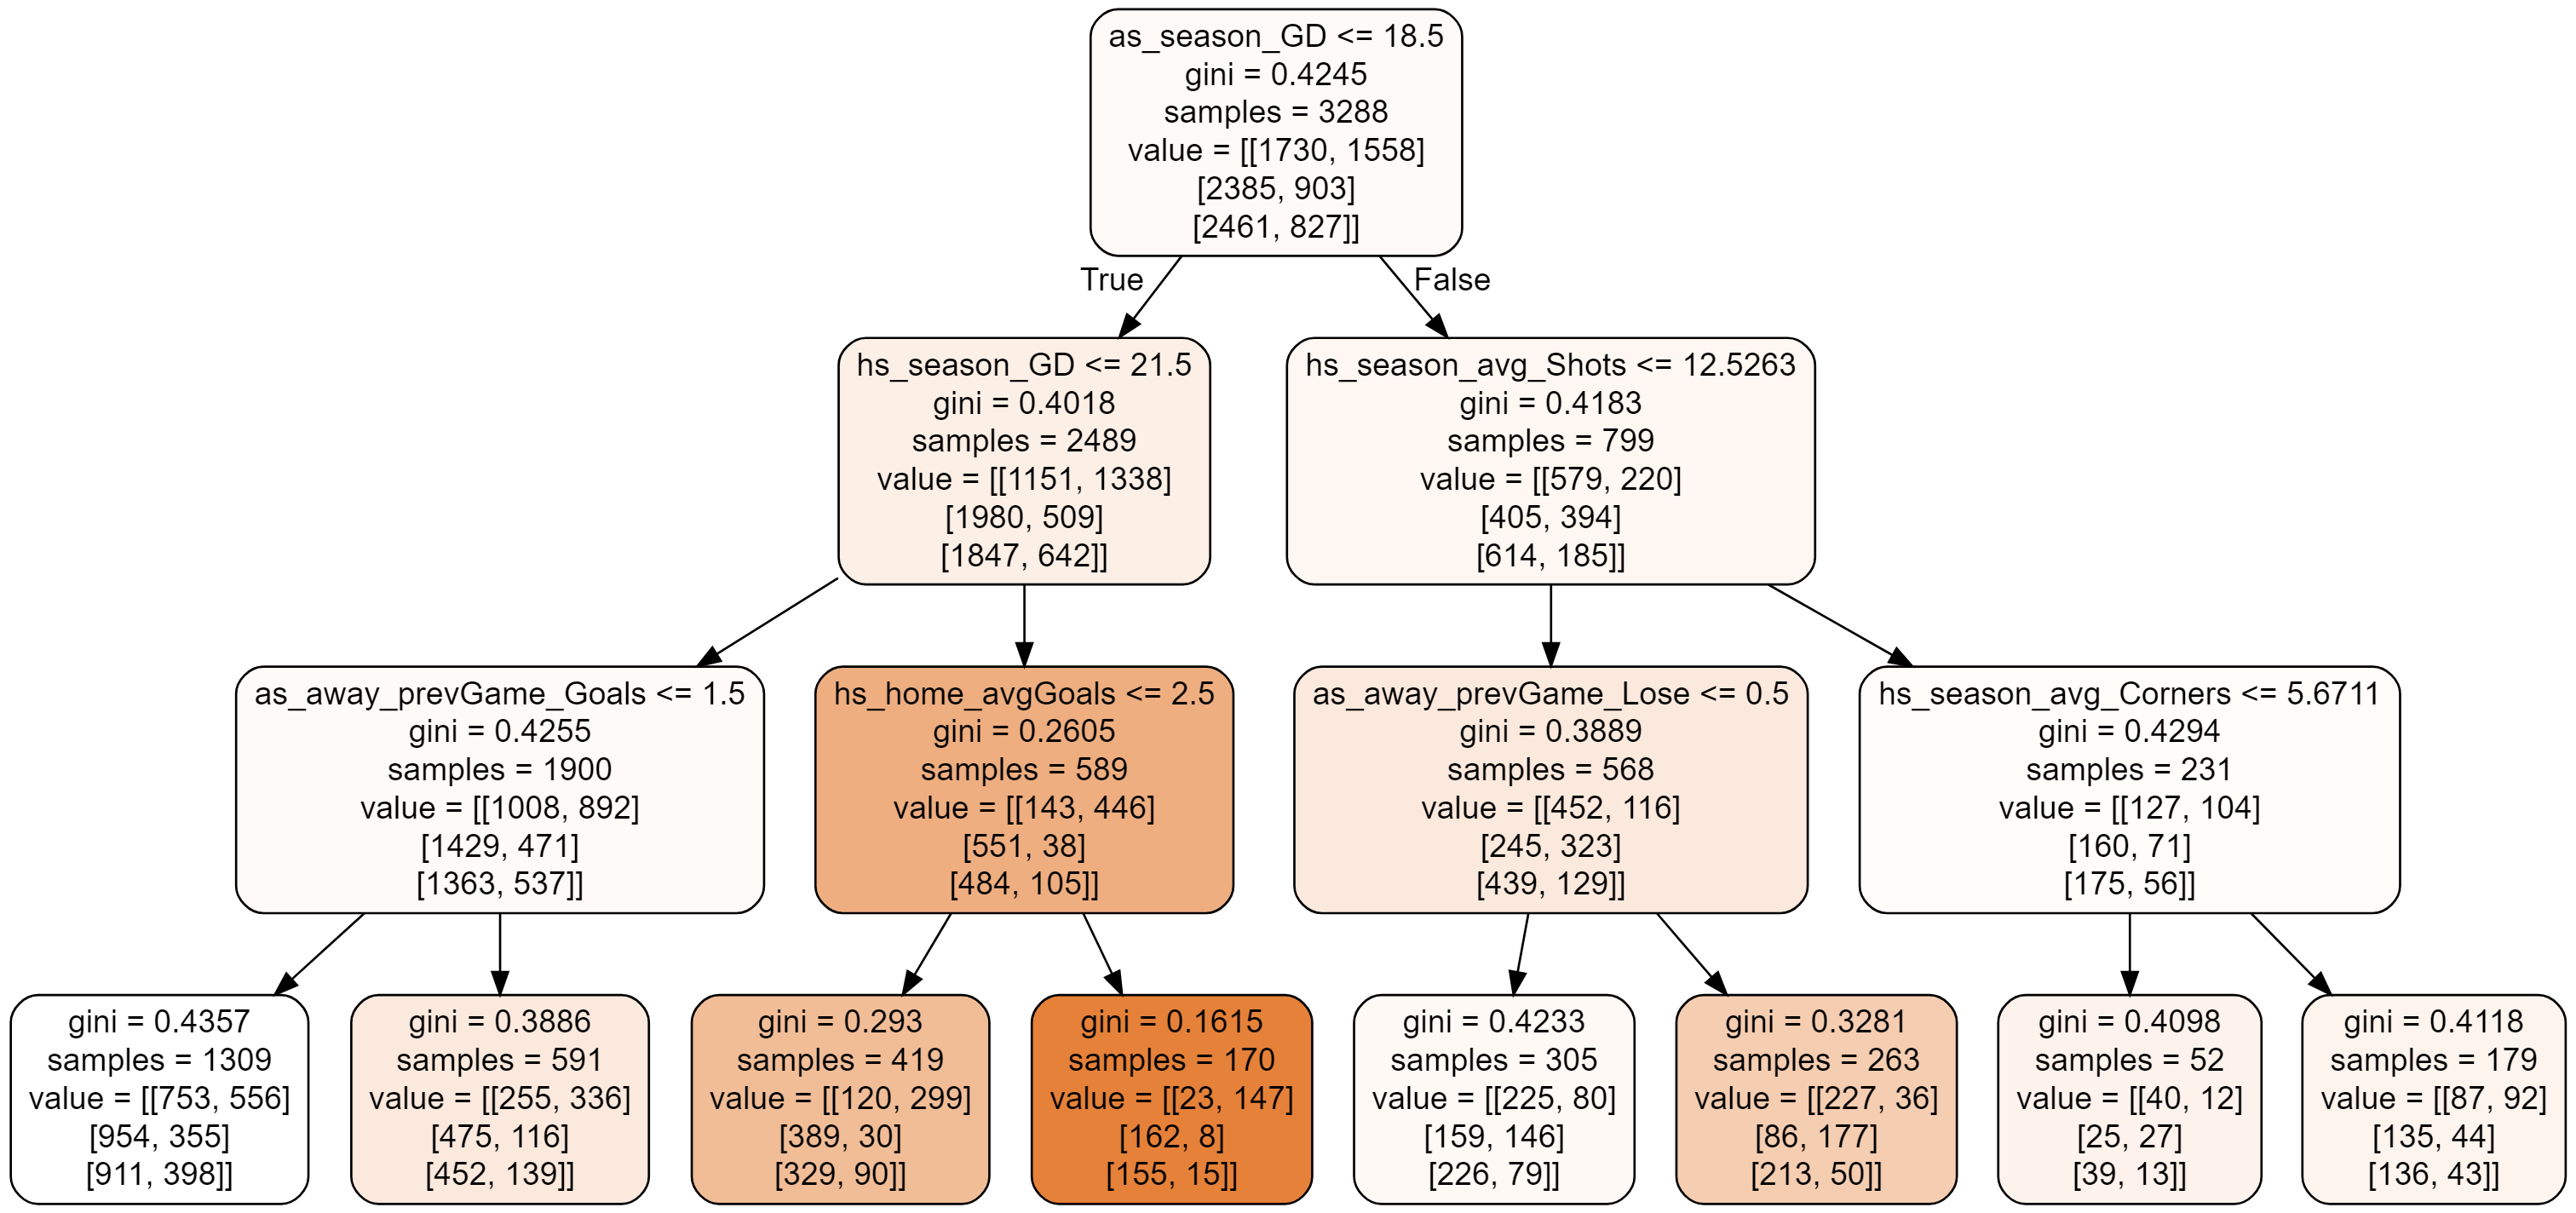 as_season_GD <= 18.5
gini = 0.4245
samples = 3288
value = [[1730, 1558]
[2385, 903]
[2461, 827]]
True
False
hs_season_GD <= 21.5
gini = 0.4018
samples = 2489
value = [[1151, 1338]
[1980, 509]
[1847, 642]]
hs_season_avg_Shots <= 12.5263
gini = 0.4183
samples = 799
value = [[579, 220]
[405, 394]
[614, 185]]
as_away_prevGame_Goals <= 1.5
gini = 0.4255
samples = 1900
value = [[1008, 892]
[1429, 471]
[1363, 537]]
hs_home_avgGoals <= 2.5
gini = 0.2605
samples = 589
value = [[143, 446]
[551, 38]
[484, 105]]
as_away_prevGame_Lose <= 0.5
gini = 0.3889
samples = 568
value = [[452, 116]
[245, 323]
[439, 129]]
hs_season_avg_Corners <= 5.6711
gini = 0.4294
samples = 231
value = [[127, 104]
[160, 71]
[175, 56]]
gini = 0.4357
samples = 1309
value = [[753, 556]
[954, 355]
[911, 398]]
gini = 0.3886
samples = 591
value = [[255, 336]
[475, 116]
[452, 139]]
gini = 0.293
samples = 419
value = [[120, 299]
[389, 30]
[329, 90]]
gini = 0.1615
samples = 170
value = [[23, 147]
[162, 8]
[155, 15]]
gini = 0.4233
samples = 305
value = [[225, 80]
[159, 146]
[226, 79]]
gini = 0.3281
samples = 263
value = [[227, 36]
[86, 177]
[213, 50]]
gini = 0.4098
samples = 52
value = [[40, 12]
[25, 27]
[39, 13]]
gini = 0.4118
samples = 179
value = [[87, 92]
[135, 44]
[136, 43]]